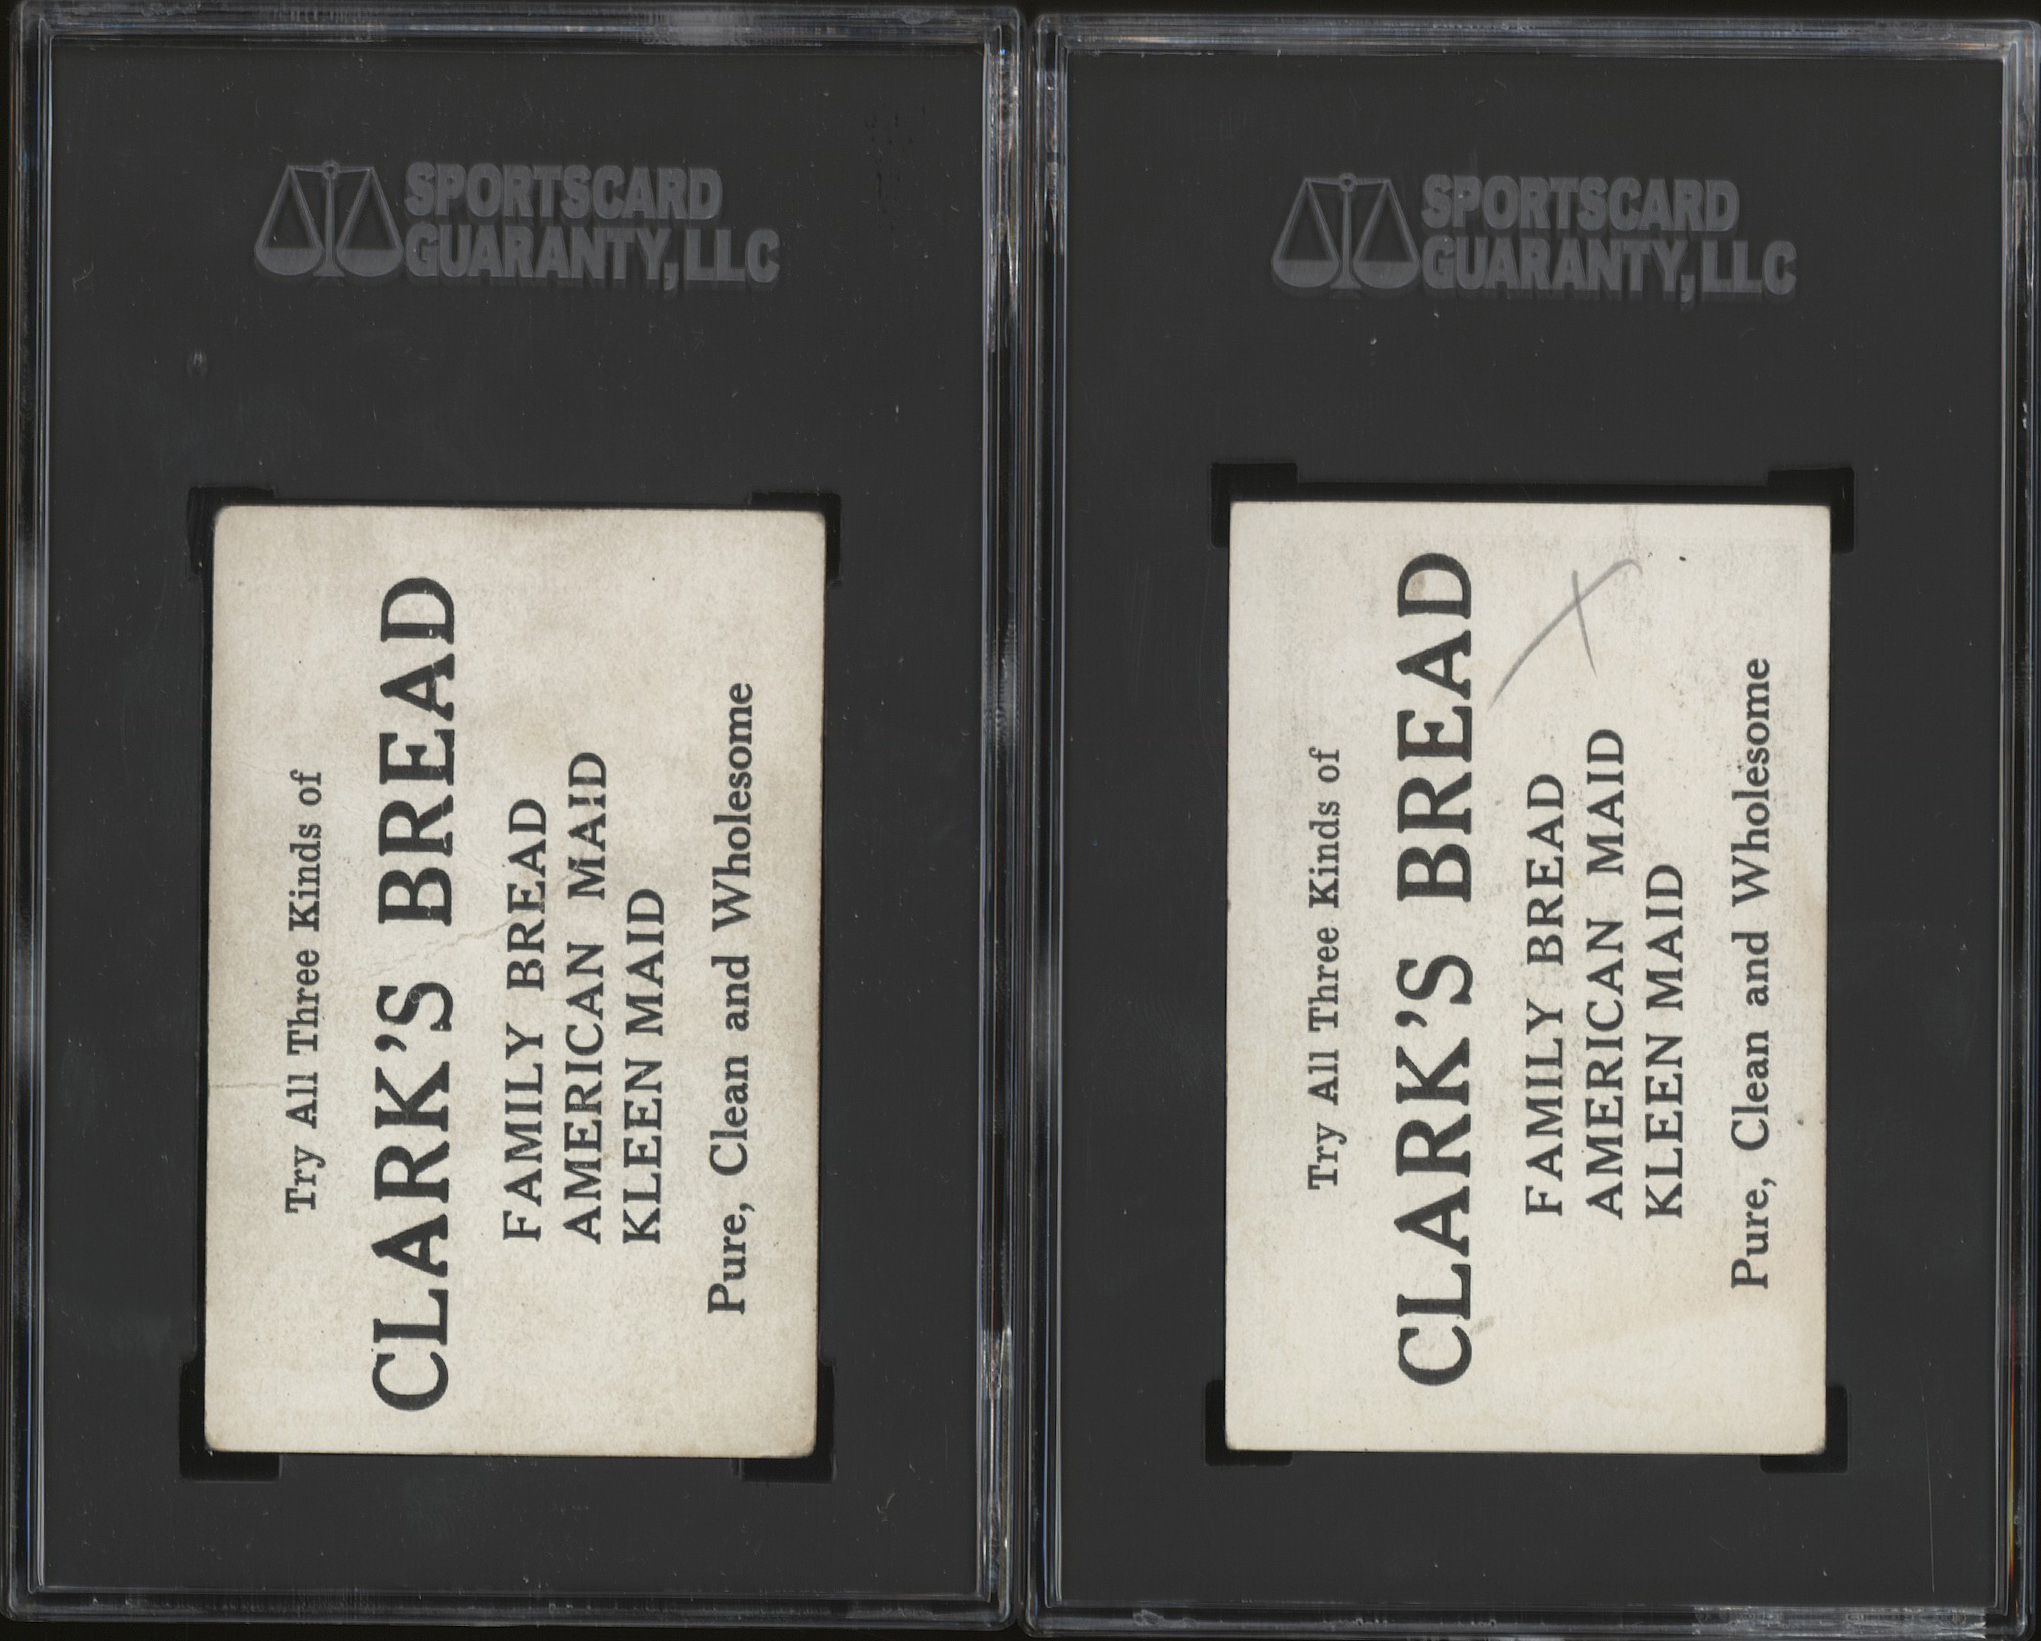 SPORTSCARD
GUARANTY, LLC
Try All Three Kinds of
CLARK'S BREAD
FAMILY BREAD
AMERICAN MAID
KLEEN MAID
Pure, Clean and Wholesome
SPORTSCARD
GUARANTY, LLC
Try All Three Kinds of
CLARK'S BREAD
FAMILY BREAD
AMERICAN MAID
KLEEN MAID
Pure, Clean and Wholesome